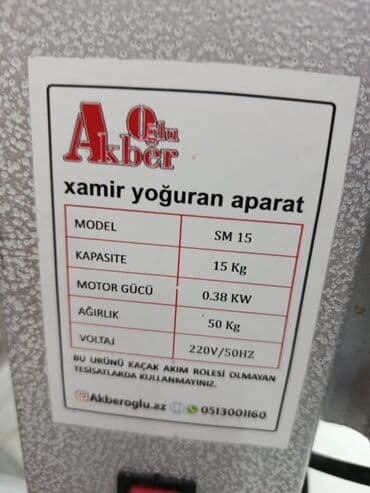 Akber Oğlu
xamir yoğuran aparat
MODEL SM 15
KAPASITE 15 Kg
MOTOR GÜCÜ 0.38 KW
AĞIRLIK 50 Kg
VOLTAJ 220V/50HZ
BU URÜNÜ KAÇAK AKIM ROLESİ OLMAYAN
TESİSATLARDA KULLANMAYINIZ.
Akberoglu.az 0513001160